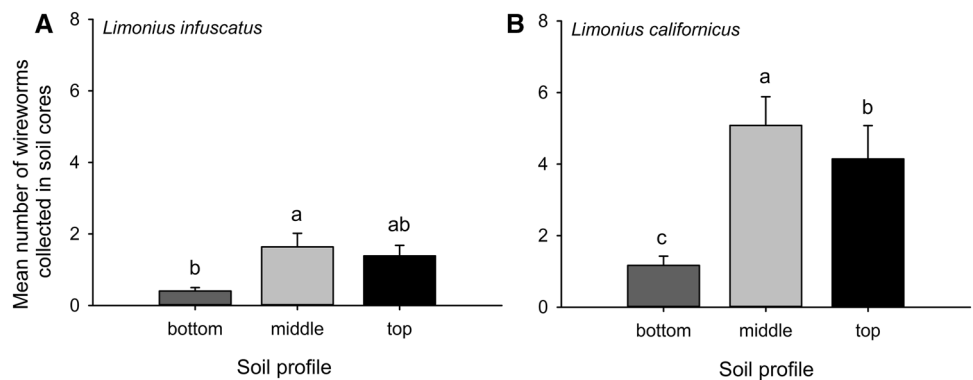 A
Limonius infuscatus
Mean number of wireworms
collected in soil cores
8
6
4
2
0
b
a
ab
bottom
middle
top
Soil profile
B
Limonius californicus
8
6
4
2
0
c
a
b
bottom
middle
top
Soil profile